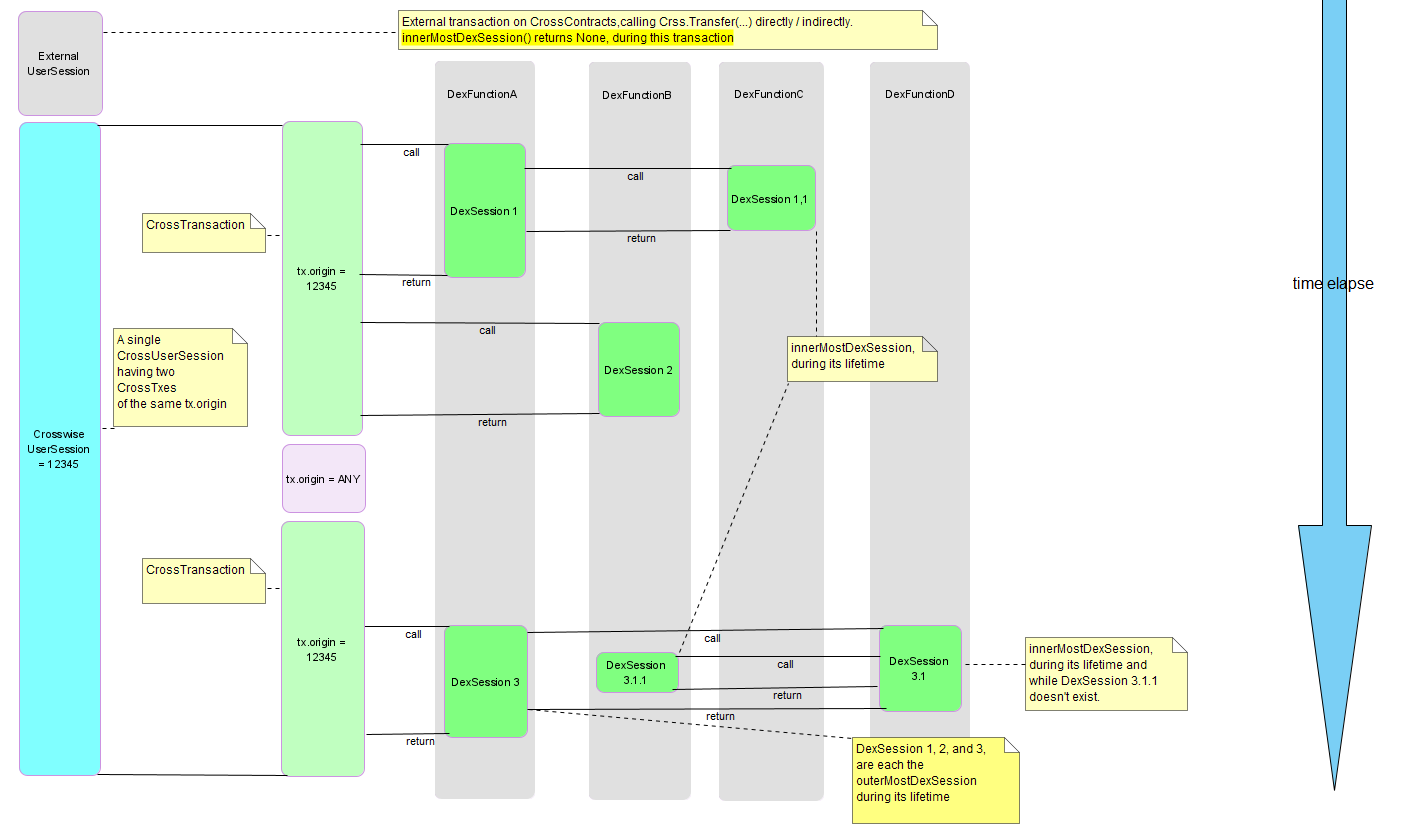 External transaction on CrossContracts,calling Crss.Transfer(...) directly / indirectly.
innerMostDexSession() returns None, during this transaction
External
UserSession
DexFunctionA
DexFunctionB
DexFunctionC
DexFunctionD
call
call
DexSession 1,1
DexSession 1
CrossTransaction
return
tx.origin =
12345
return
time elapse
call
A single
CrossUserSession
having two
CrossTxes
of the same tx.origin
innerMostDexSession,
during its lifetime
DexSession 2
return
Crosswise
UserSession
= 12345
tx.origin = ANY
CrossTransaction
call
call
tx.origin =
12345
DexSession
3.1.1
call
DexSession
3.1
innerMostDexSession,
during its lifetime and
while DexSession 3.1.1
doesn't exist.
DexSession 3
return
return
return
DexSession 1, 2, and 3,
are each the
outerMostDexSession
during its lifetime